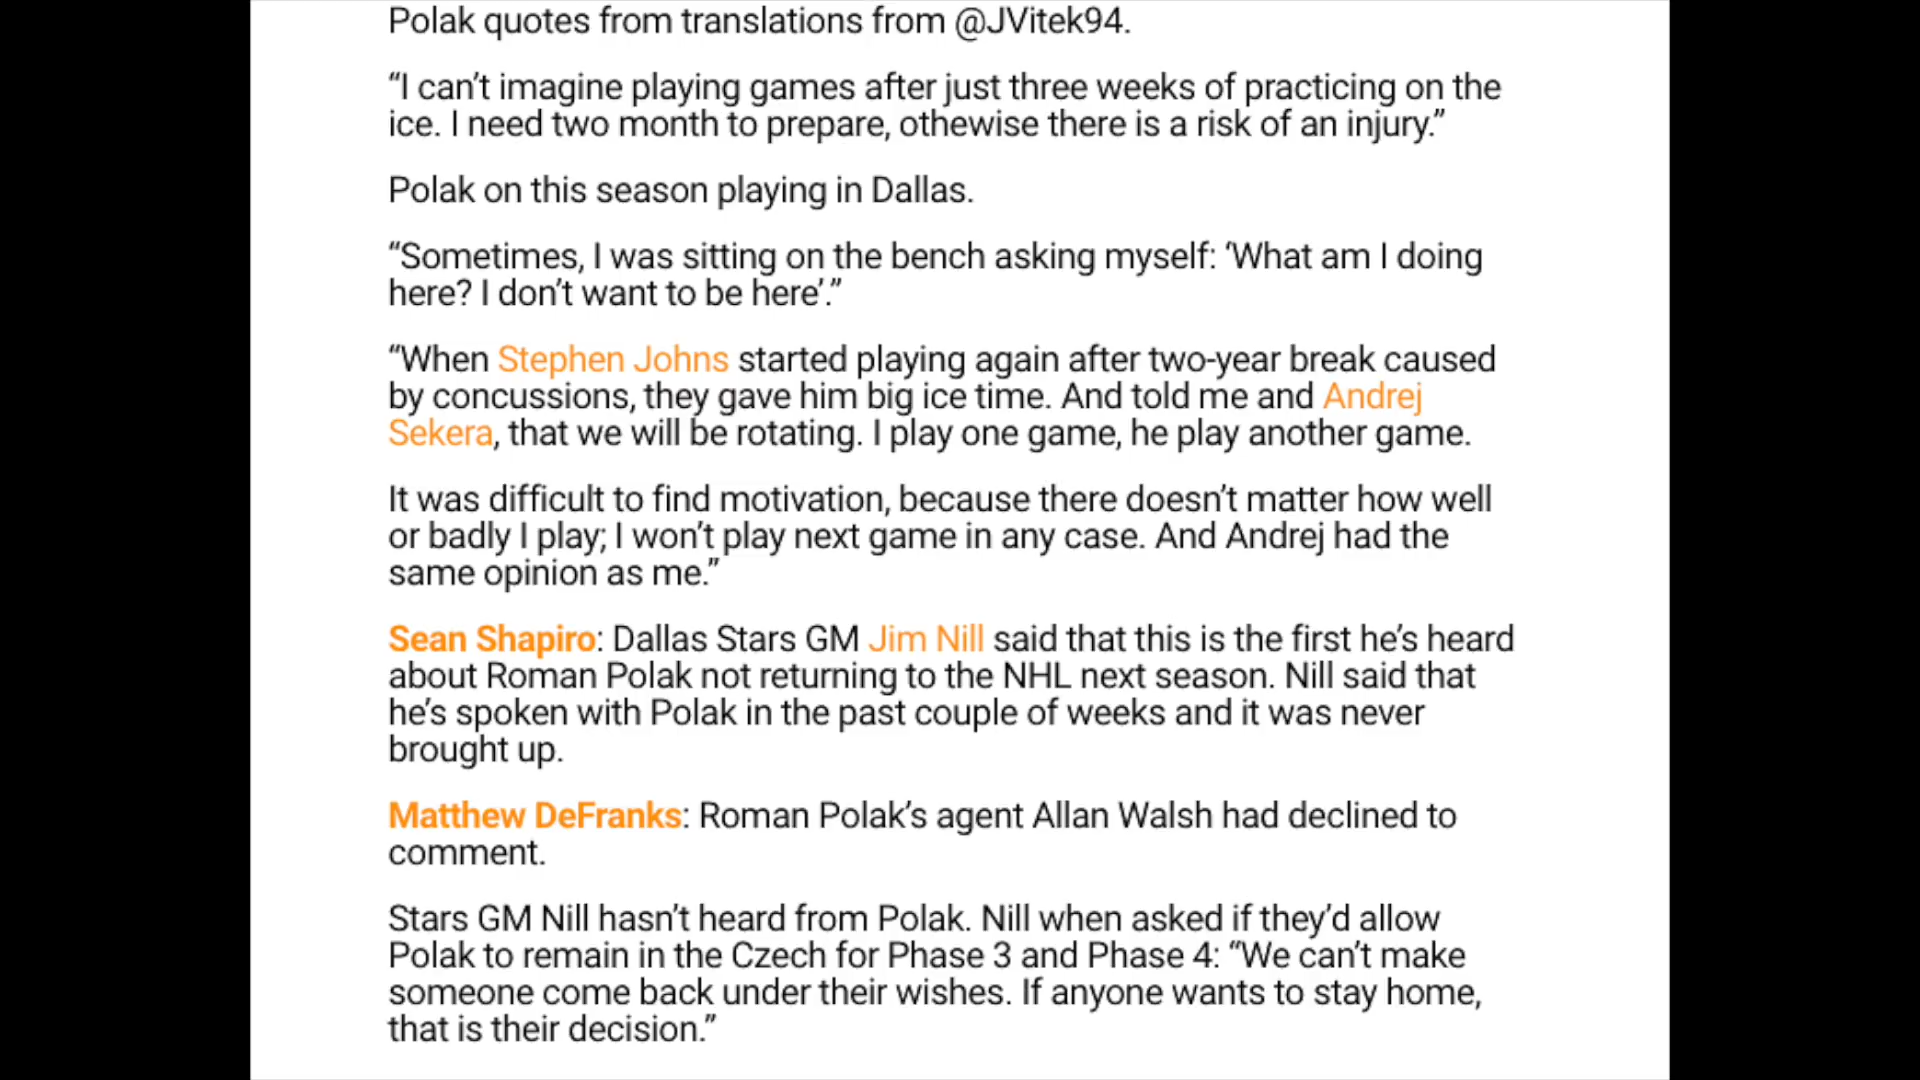 Polak quotes from translations from @JVitek94.
“I can’t imagine playing games after just three weeks of practicing on the
ice. I need two month to prepare, othewise there is a risk of an injury.”
Polak on this season playing in Dallas.
“Sometimes, I was sitting on the bench asking myself: ‘What am I doing
here? I don’t want to be here’.”
“When Stephen Johns started playing again after two-year break caused
by concussions, they gave him big ice time. And told me and Andrej
Sekera, that we will be rotating. I play one game, he play another game.
It was difficult to find motivation, because there doesn’t matter how well
or badly I play; I won’t play next game in any case. And Andrej had the
same opinion as me.”
Sean Shapiro: Dallas Stars GM Jim Nill said that this is the first he’s heard
about Roman Polak not returning to the NHL next season. Nill said that
he’s spoken with Polak in the past couple of weeks and it was never
brought up.
Matthew DeFranks: Roman Polak’s agent Allan Walsh had declined to
comment.
Stars GM Nill hasn’t heard from Polak. Nill when asked if they’d allow
Polak to remain in the Czech for Phase 3 and Phase 4: “We can’t make
someone come back under their wishes. If anyone wants to stay home,
that is their decision.”